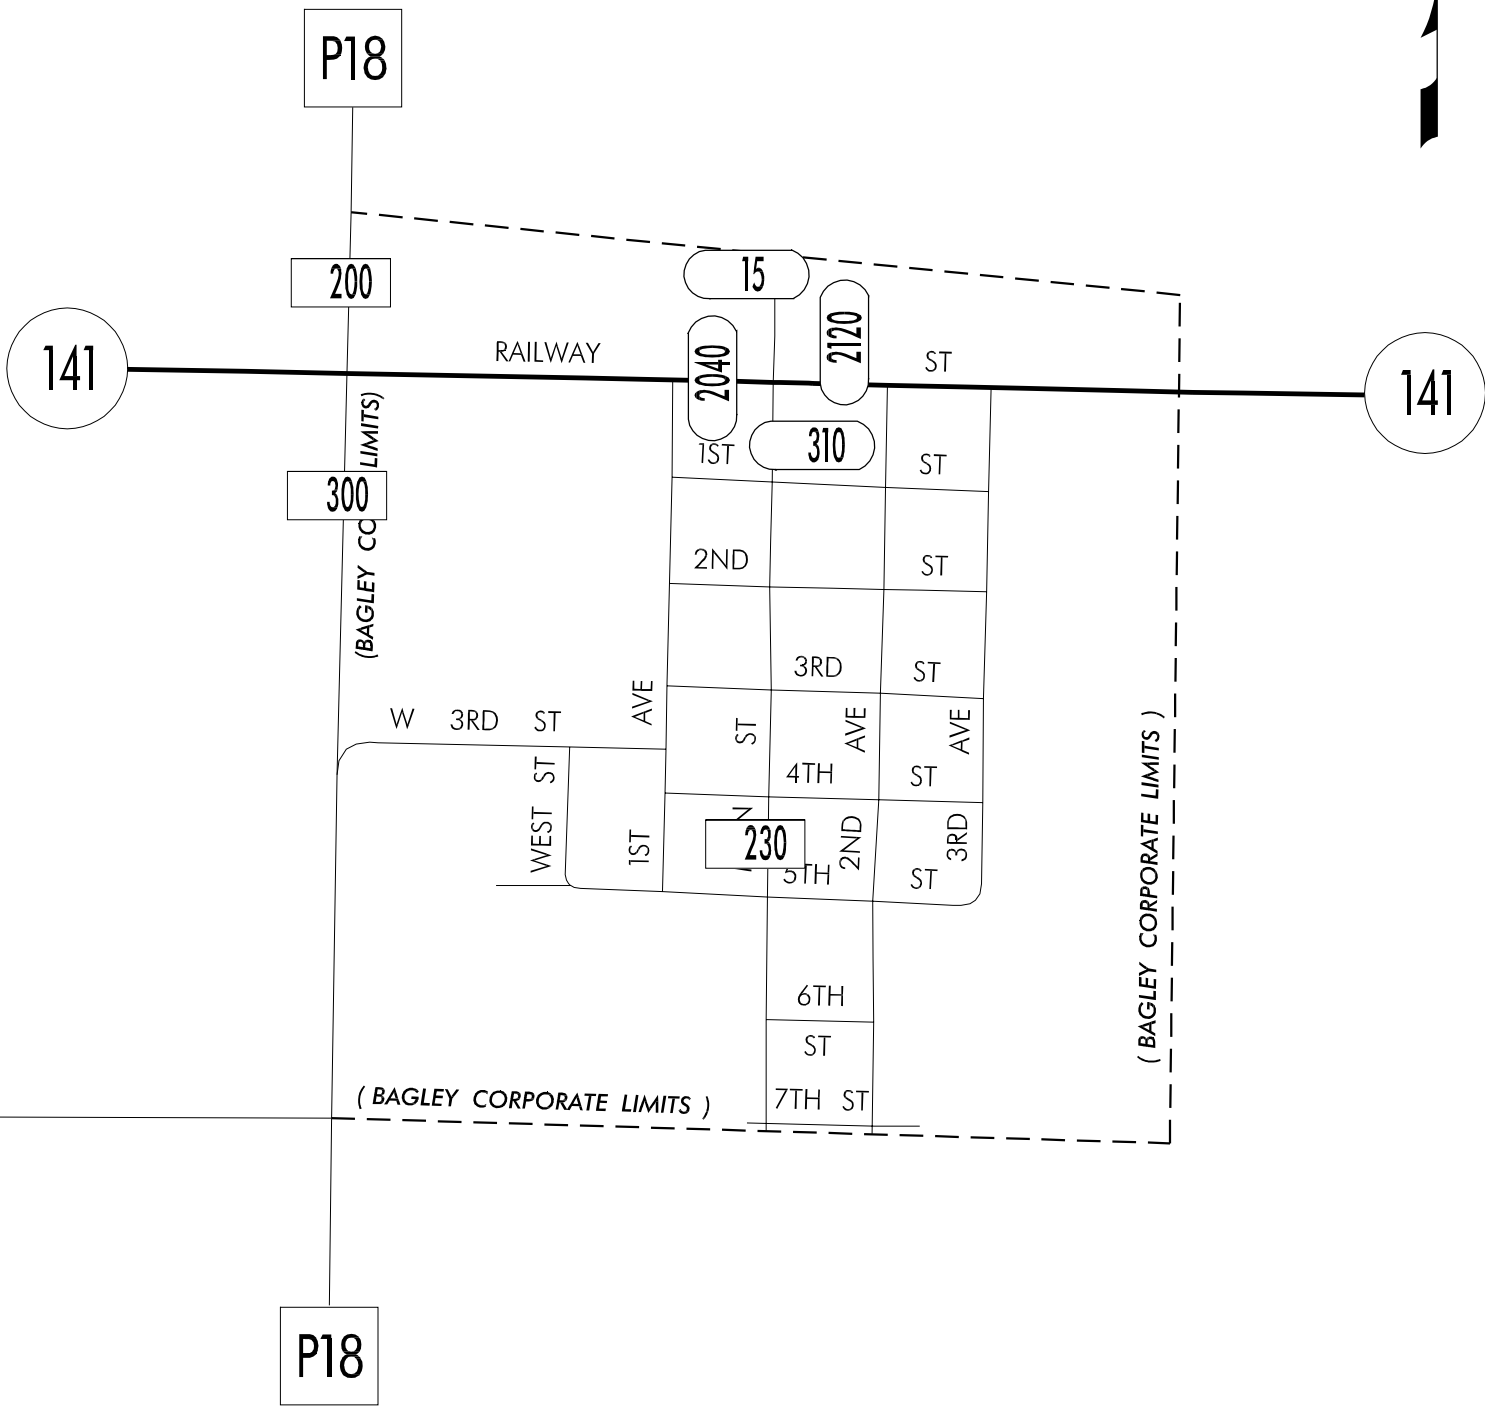 P18
200
15
2120
141
RAILWAY ST
2040
141
310
1ST ST
300
(BAGLEY CO LIMITS)
2ND ST
3RD ST
W 3RD ST
1ST AVE
ST
2ND AVE
3RD AVE
WEST ST
4TH ST
230
5TH ST
(BAGLEY CORPORATE LIMITS)
6TH
ST
(BAGLEY CORPORATE LIMITS)
7TH ST
P18